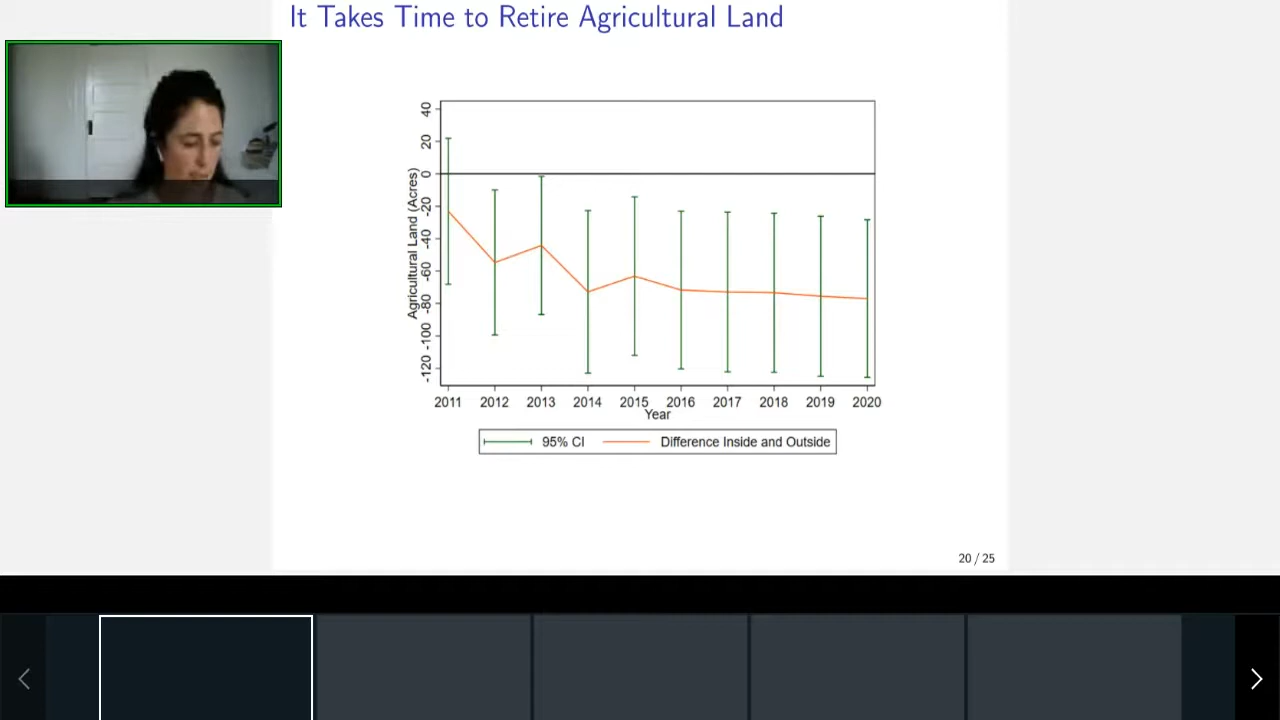 It Takes Time to Retire Agricultural Land
Agricultural Land (Acres)
40
20
0
-20
-40
-60
-80
-100
-120
2011 2012 2013 2014 2015 2016 2017 2018 2019 2020
Year
95% CI Difference Inside and Outside
20 / 25